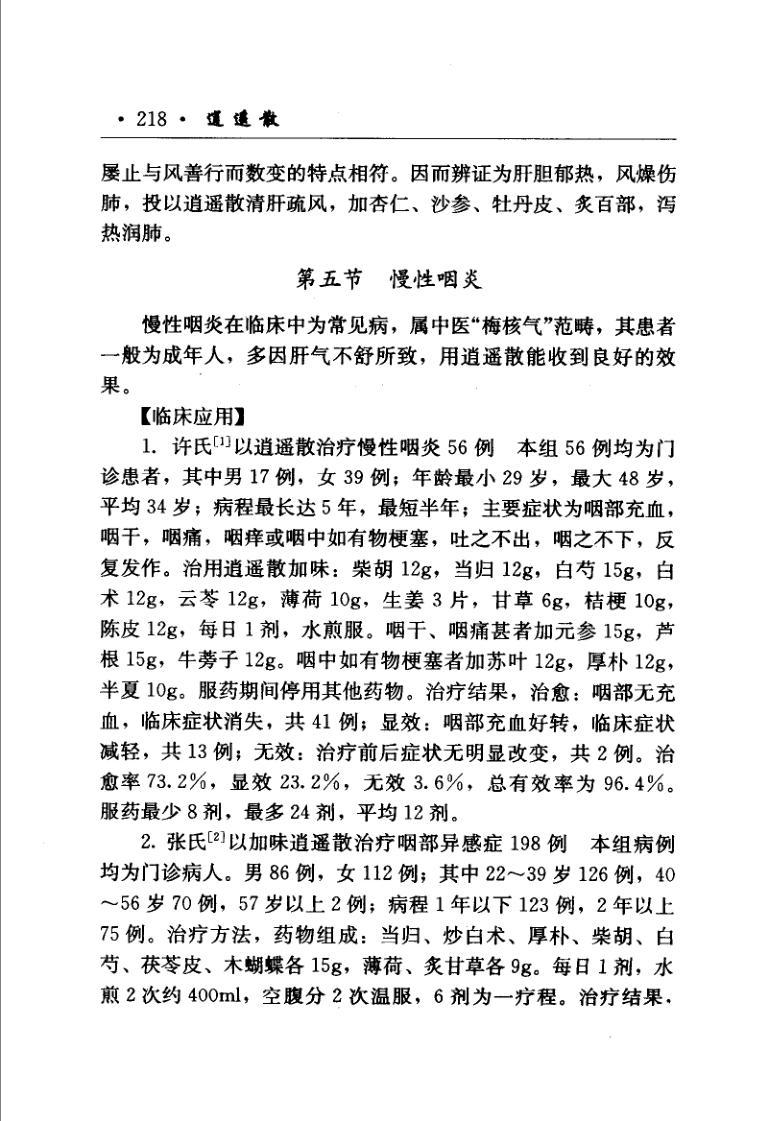 ·218· 逍遥散
屡止与风善行而数变的特点相符。因而辨证为肝胆郁热，风燥伤
肺，投以逍遥散清肝疏风，加杏仁、沙参、牡丹皮、炙百部，泻
热润肺。
第五节 慢性咽炎
慢性咽炎在临床中为常见病，属中医“梅核气”范畴，其患者
一般为成年人，多因肝气不舒所致，用逍遥散能收到良好的效
果。
【临床应用】
1. 许氏〔1〕以逍遥散治疗慢性咽炎 56 例 本组 56 例均为门
诊患者，其中男 17 例，女 39 例；年龄最小 29 岁，最大 48 岁，
平均 34 岁；病程最长达 5 年，最短半年；主要症状为咽部充血，
咽干，咽痛，咽痒或咽中如有物梗塞，吐之不出，咽之不下，反
复发作。治用逍遥散加味：柴胡 12g，当归 12g，白芍 15g，白
术 12g，云苓 12g，薄荷 10g，生姜 3 片，甘草 6g，桔梗 10g，
陈皮 12g，每日 1 剂，水煎服。咽干、咽痛甚者加元参 15g，芦
根 15g，牛蒡子 12g。咽中如有物梗塞者加苏叶 12g，厚朴 12g，
半夏 10g。服药期间停用其他药物。治疗结果，治愈：咽部无充
血，临床症状消失，共 41 例；显效：咽部充血好转，临床症状
减轻，共 13 例；无效：治疗前后症状无明显改变，共 2 例。治
愈率 73.2%，显效 23.2%，无效 3.6%，总有效率为 96.4%。
服药最少 8 剂，最多 24 剂，平均 12 剂。
2. 张氏〔2〕以加味逍遥散治疗咽部异感症 198 例 本组病例
均为门诊病人。男 86 例，女 112 例；其中 22～39 岁 126 例，40
～56 岁 70 例，57 岁以上 2 例；病程 1 年以下 123 例，2 年以上
75 例。治疗方法，药物组成：当归、炒白术、厚朴、柴胡、白
芍、茯苓皮、木蝴蝶各 15g，薄荷、炙甘草各 9g。每日 1 剂，水
煎 2 次约 400ml，空腹分 2 次温服，6 剂为一疗程。治疗结果，